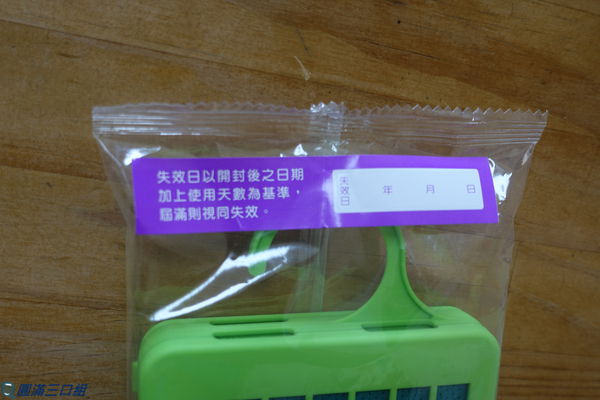 失效日以開封後之日期
加上使用天數為基準，
屆滿則視同失效。
失效日
年 月 日
圓滿三口組